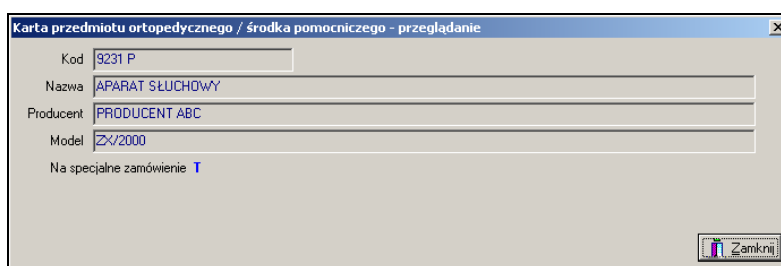 Karta przedmiotu ortopedycznego / środka pomocniczego - przeglądanie
Kod 9231 P
Nazwa APARAT SŁUCHOWY
Producent PRODUCENT ABC
Model ZX/2000
Na specjalne zamówienie T
Zamknij